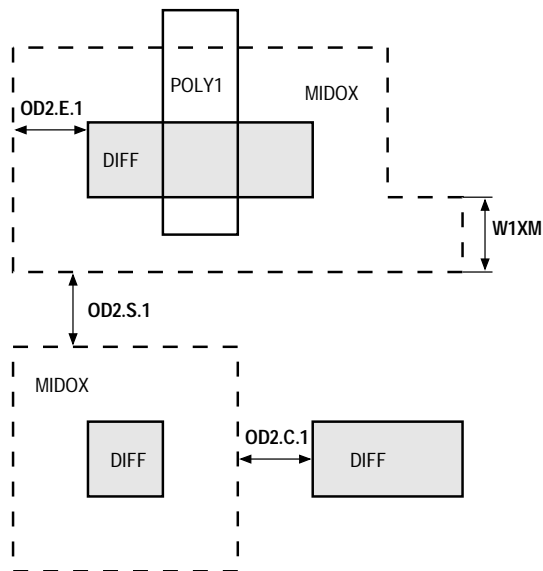 POLY1
MIDOX
OD2.E.1
DIFF
W1XM
OD2.S.1
MIDOX
OD2.C.1
DIFF
DIFF